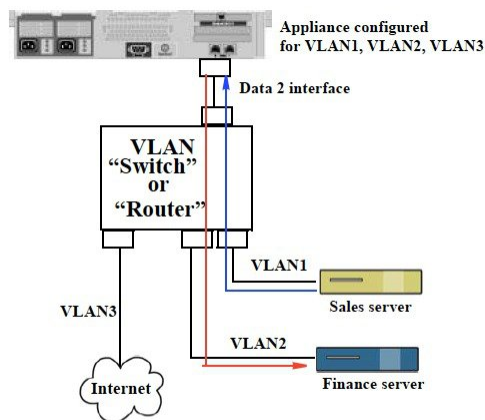 Appliance configured
for VLAN1, VLAN2, VLAN3
Data 2 interface
VLAN
“Switch”
or
“Router”
VLAN1
Sales server
VLAN3
VLAN2
Internet
Finance server